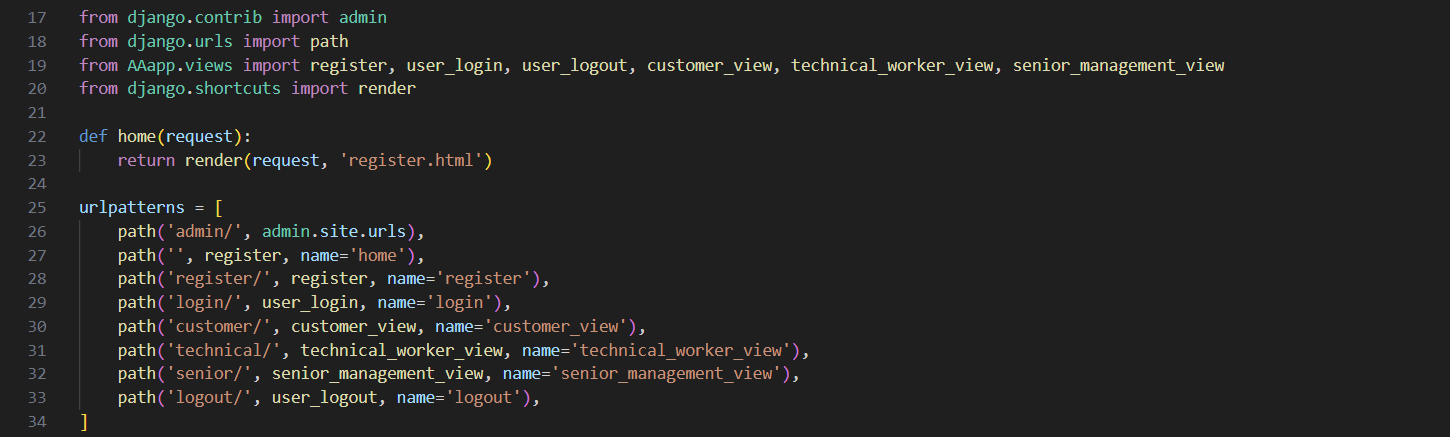 17 from django.contrib import admin
18 from django.urls import path
19 from AAapp.views import register, user_login, user_logout, customer_view, technical_worker_view, senior_management_view
20 from django.shortcuts import render
21
22 def home(request):
23     return render(request, 'register.html')
24
25 urlpatterns = [
26     path('admin/', admin.site.urls),
27     path('', register, name='home'),
28     path('register/', register, name='register'),
29     path('login/', user_login, name='login'),
30     path('customer/', customer_view, name='customer_view'),
31     path('technical/', technical_worker_view, name='technical_worker_view'),
32     path('senior/', senior_management_view, name='senior_management_view'),
33     path('logout/', user_logout, name='logout'),
34 ]